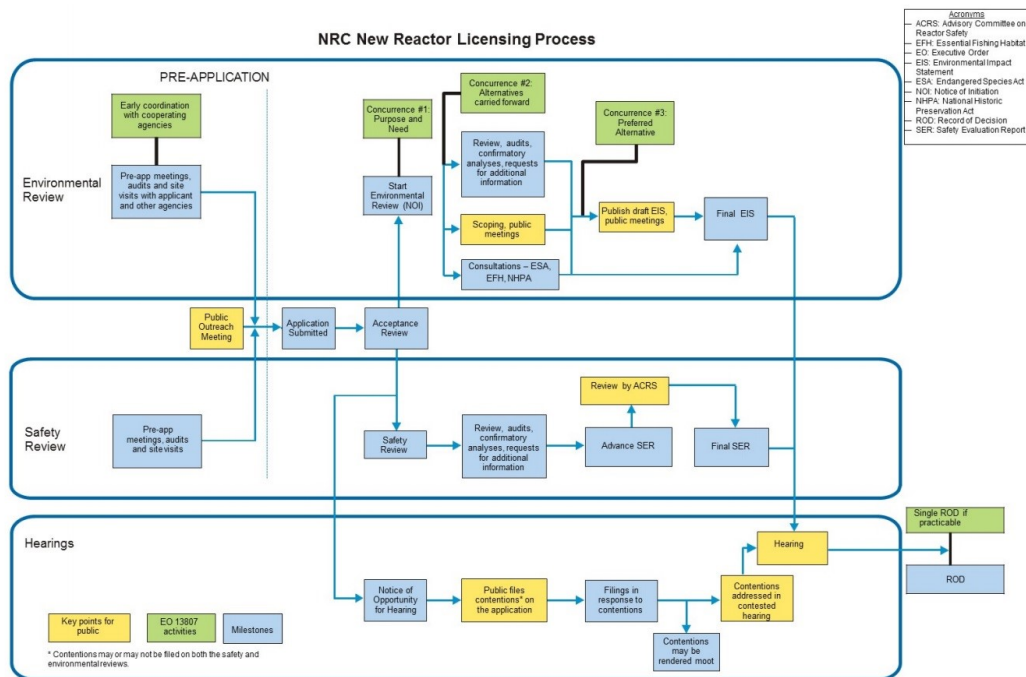 NRC New Reactor Licensing Process
Acronyms
ACRS: Advisory Committee on
Reactor Safety
EFH: Essential Fishing Habitat
EO: Executive Order
EIS: Environmental Impact
Statement
ESA: Endangered Species Act
NOI: Notice of Initiation
NHPA: National Historic
Preservation Act
ROD: Record of Decision
SER: Safety Evaluation Report
PRE-APPLICATION
Environmental
Review
Early coordination
with cooperating
agencies
Pre-app meetings,
audits and site
visits with applicant
and other agencies
Concurrence #1:
Purpose and
Need
Start
Environmental
Review (NOI)
Concurrence #2:
Alternatives
carried forward
Review, audits,
confirmatory
analyses, requests
for additional
information
Scoping, public
meetings
Consultations – ESA,
EFH, NHPA
Concurrence #3:
Preferred
Alternative
Publish draft EIS,
public meetings
Final EIS
Public
Outreach
Meeting
Application
Submitted
Acceptance
Review
Safety
Review
Pre-app
meetings, audits
and site visits
Safety
Review
Review, audits,
confirmatory
analyses, requests
for additional
information
Advance SER
Review by ACRS
Final SER
Hearings
Notice of
Opportunity
for Hearing
Public files
contentions* on
the application
Filings in
response to
contentions
Contentions
may be
rendered moot
Contentions
addressed in
contested
hearing
Hearing
Single ROD if
practicable
ROD
Key points for
public
EO 13807
activities
Milestones
* Contentions may or may not be filed on both the safety and
environmental reviews.